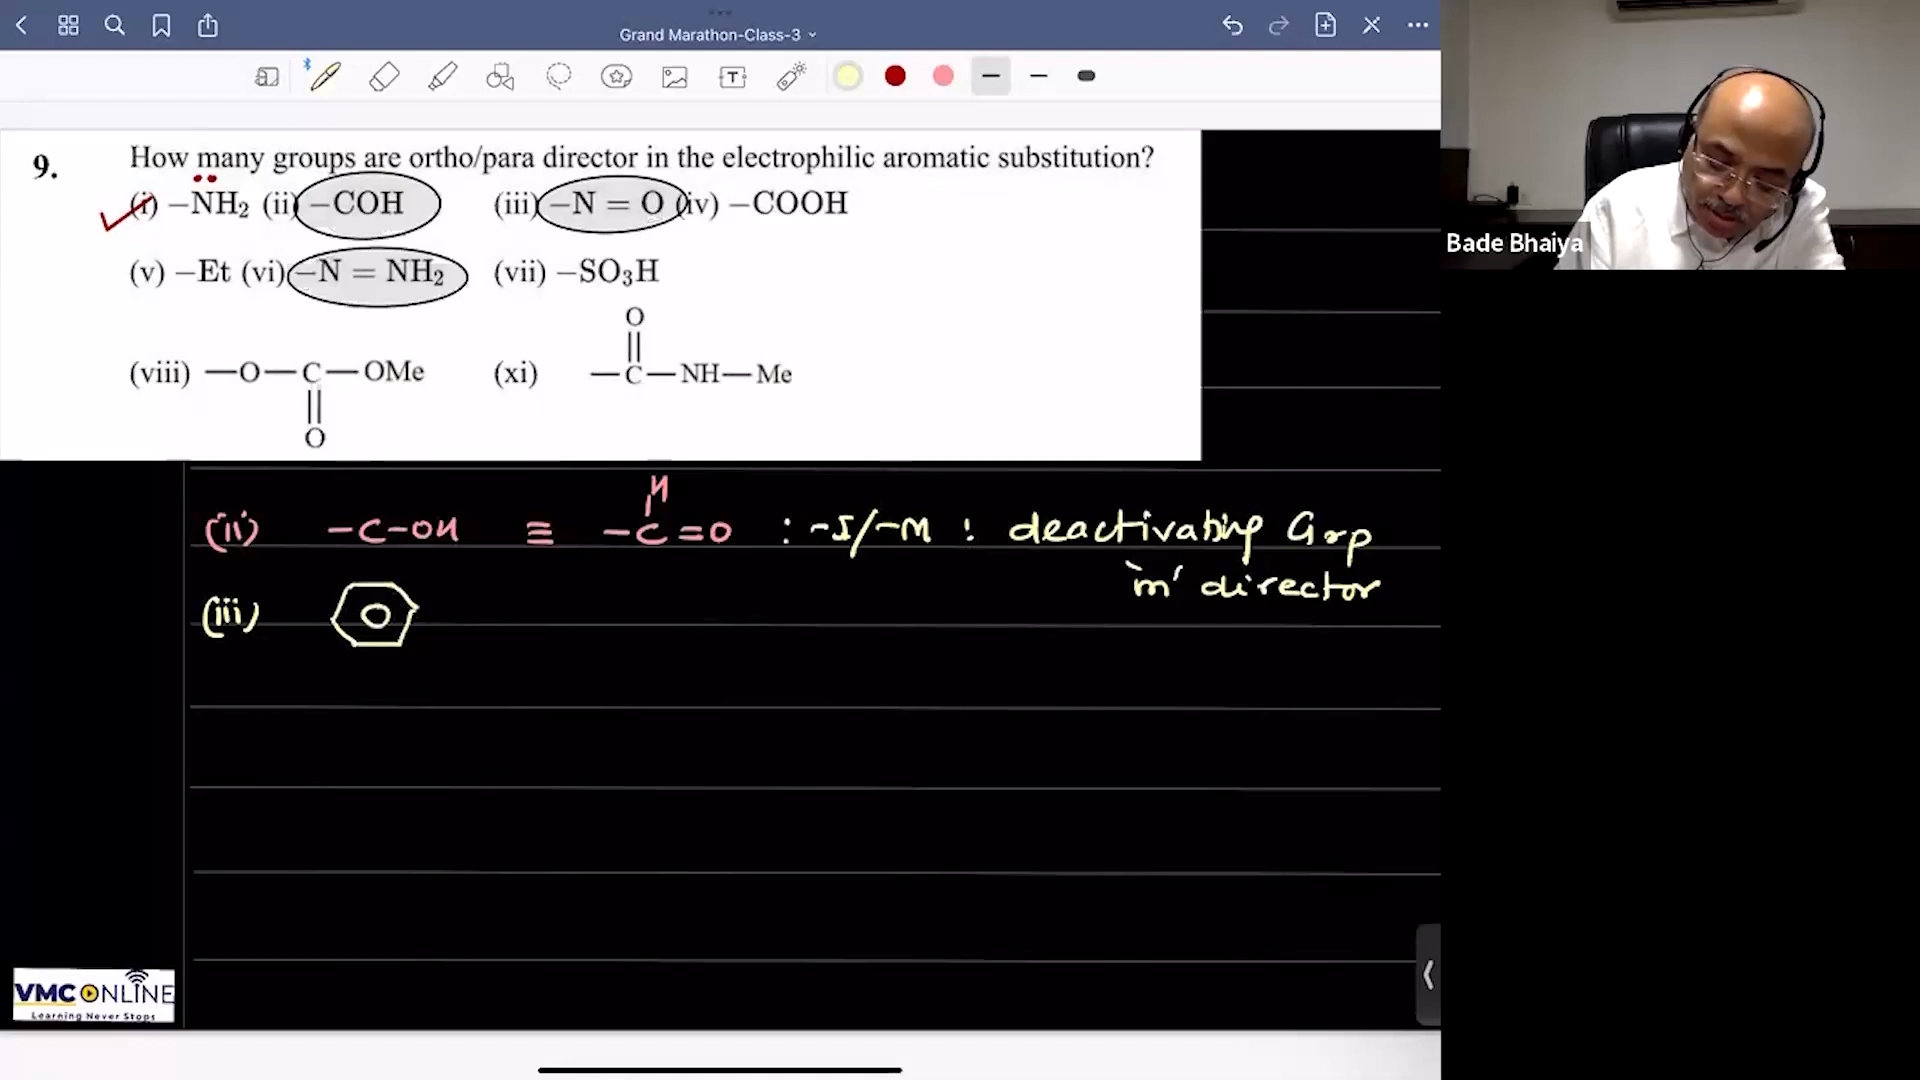 Grand Marathon-Class-3
T
9. How many groups are ortho/para director in the electrophilic aromatic substitution?
(i) –NH₂ (ii) –COH (iii) –N = O (iv) –COOH
(v) –Et (vi) –N = NH₂ (vii) –SO₃H
O
||
(viii) —O—C—OMe (xi) —C—NH—Me
||
O
H
(ii) –C–OH ≡ –C=O : –I/–M : deactivating Grp
'm' director
(iii)
Bade Bhaiya
VMC ONLINE
Learning Never Stops